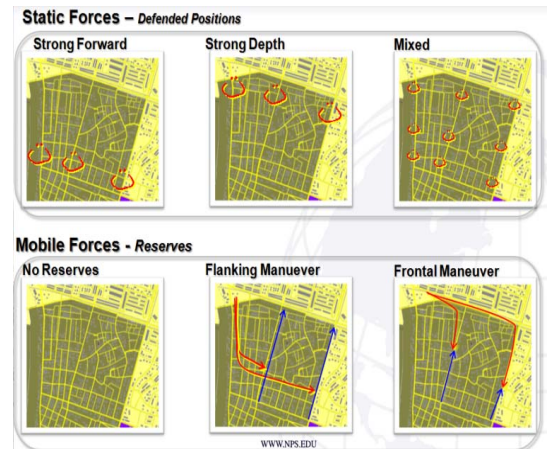 Static Forces – Defended Positions
Strong Forward
Strong Depth
Mixed
Mobile Forces - Reserves
No Reserves
Flanking Manuever
Frontal Maneuver
WWW.NPS.EDU